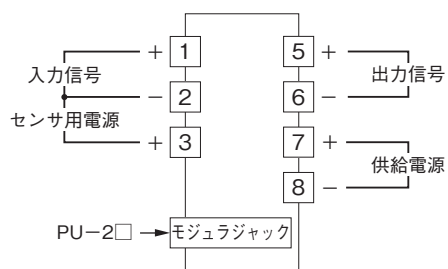 + 1
入力信号
− 2
センサ用電源
+ 3
5 +
出力信号
6 −
7 +
供給電源
8 −
PU−2□ モジュラジャック